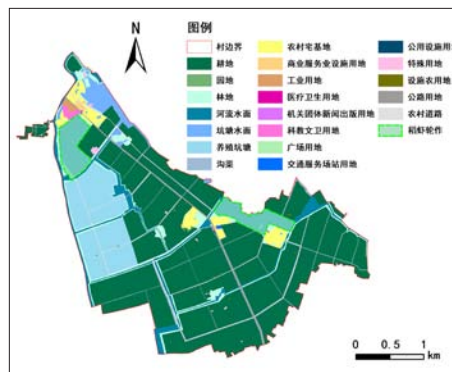 N
图例
村边界
耕地
园地
林地
河流水面
坑塘水面
养殖坑塘
沟渠
农村宅基地
商业服务业设施用地
工业用地
医疗卫生用地
机关团体新闻出版用地
科教文卫用地
广场用地
交通服务场站用地
公用设施用
特殊用地
设施农用地
公路用地
农村道路
稻虾轮作
0 0.5 1
km